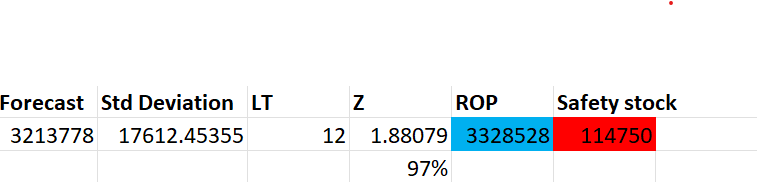 Forecast Std Deviation LT Z ROP Safety stock
3213778 17612.45355 12 1.88079 3328528 114750
97%